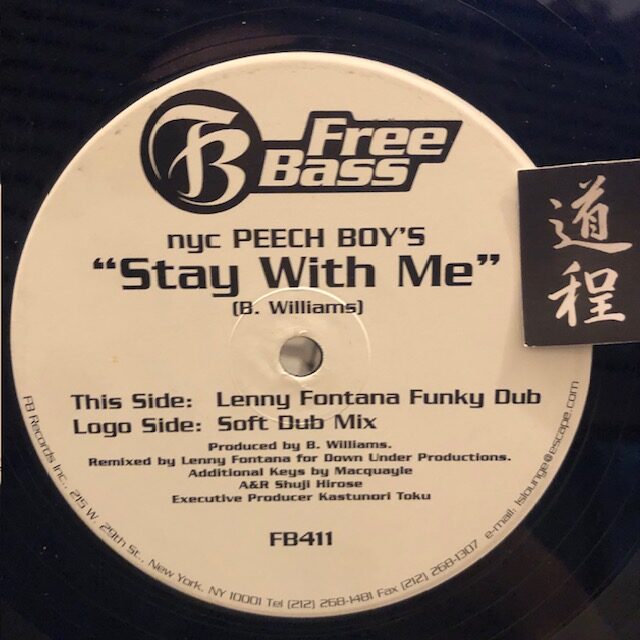 FB
Free
Bass
nyc PEECH BOY'S
"Stay With Me"
(B. Williams)
This Side: Lenny Fontana Funky Dub
Logo Side: Soft Dub Mix
Produced by B. Williams.
Remixed by Lenny Fontana for Down Under Productions.
Additional Keys by Macquayle
A&R Shuji Hirose
Executive Producer Kastunori Toku
FB411
FB Records Inc., 215 W. 29th St., New York, NY 10001 Tel (212) 268-1481 Fax (212) 268-1307 e-mail: lslounge@escape.com
道程